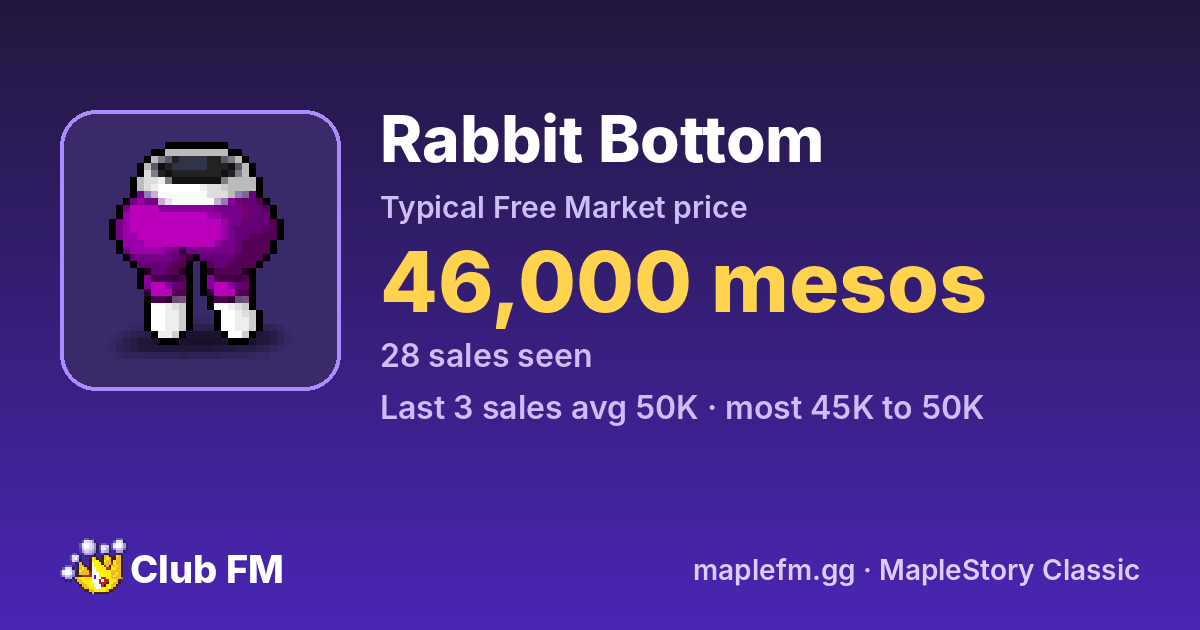 Rabbit Bottom
Typical Free Market price
46,000 mesos
28 sales seen
Last 3 sales avg 50K · most 45K to 50K
Club FM
maplefm.gg · MapleStory Classic